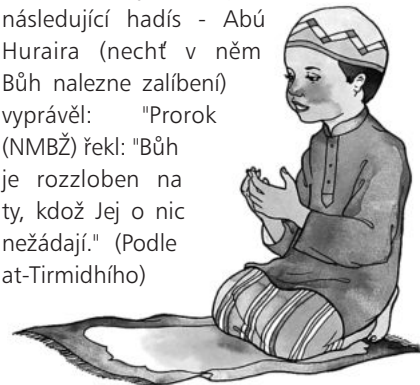 následující hadís - Abú
Huraira (nechť v něm
Bůh nalezne zalíbení)
vyprávěl: "Prorok
(NMBŽ) řekl: "Bůh
je rozzloben na
ty, kdož Jej o nic
nežádají." (Podle
at-Tirmidhího)